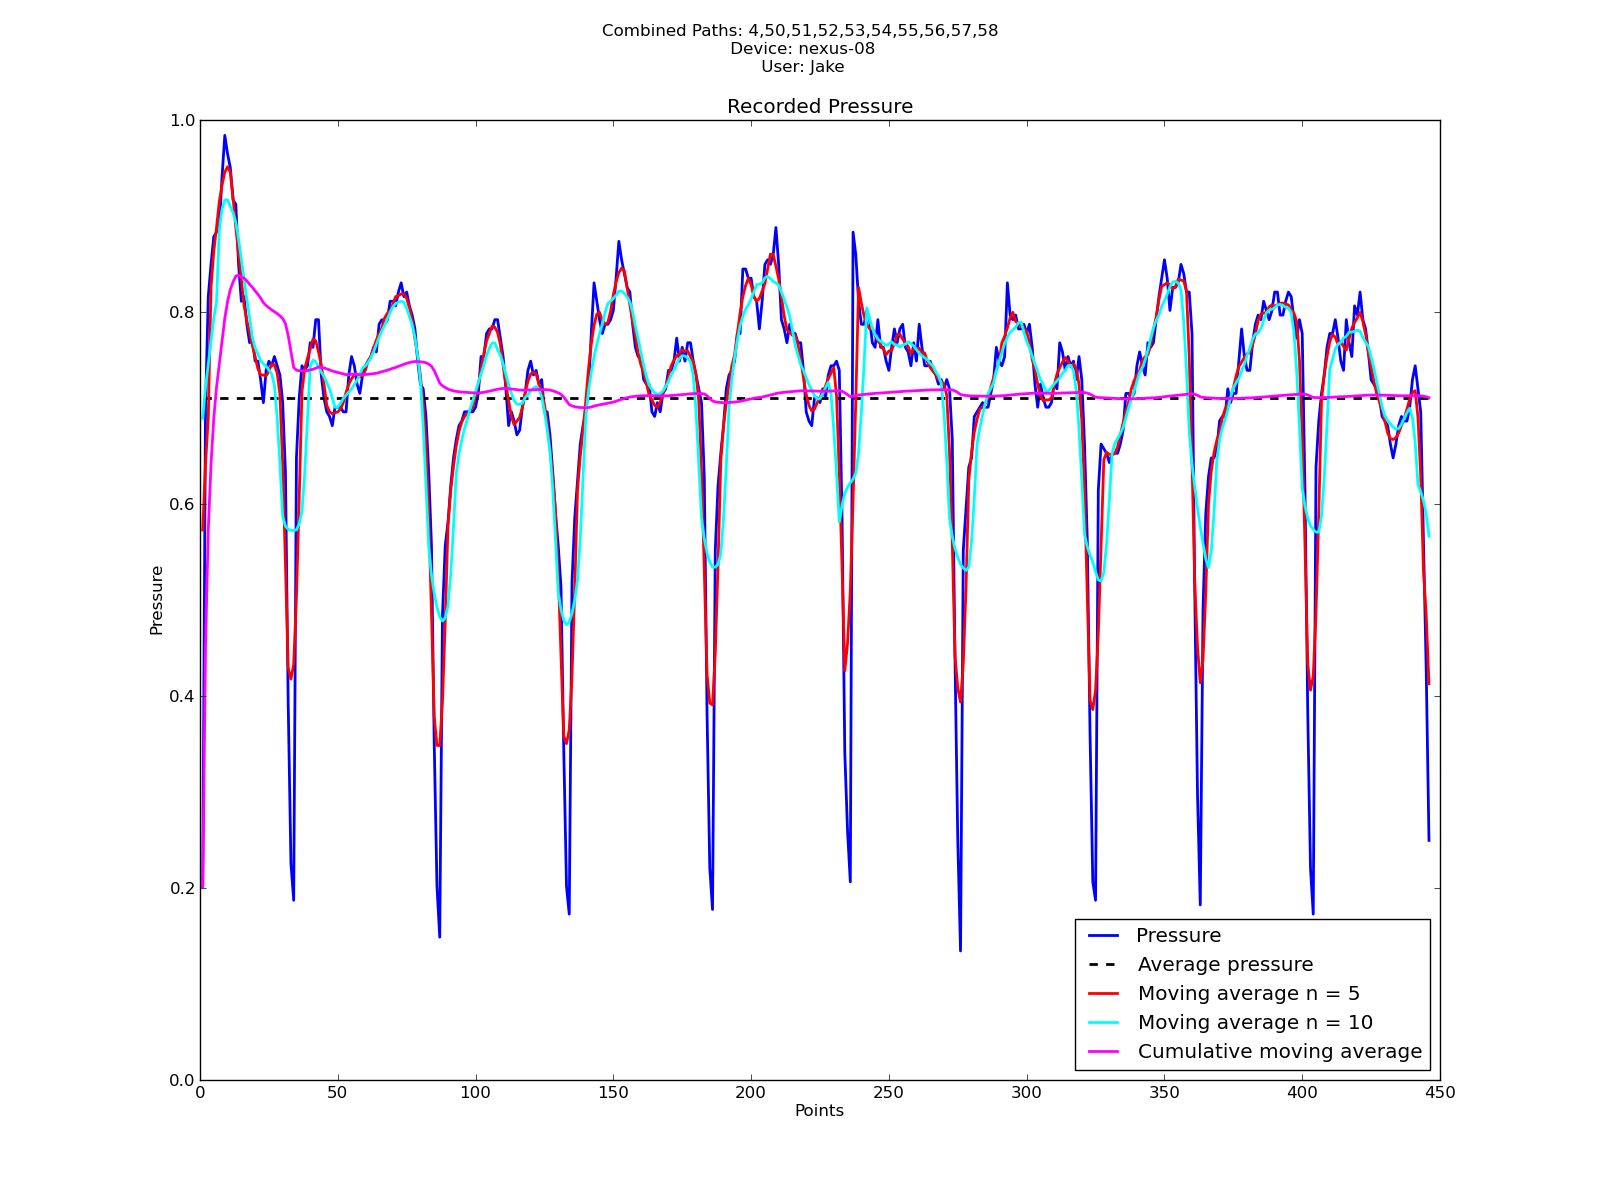 Combined Paths: 4,50,51,52,53,54,55,56,57,58
Device: nexus-08
User: Jake
Recorded Pressure
1.0
0.8
0.6
0.4
0.2
0.0
Pressure
0 50 100 150 200 250 300 350 400 450
Points
Pressure
Average pressure
Moving average n = 5
Moving average n = 10
Cumulative moving average